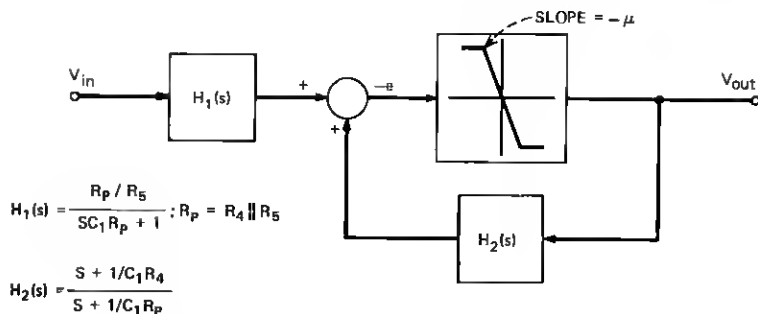 SLOPE = −μ
V_in
H₁(s)
+
−e
+
V_out
H₂(s)
H₁(s) = (R_P / R₅) / (SC₁R_P + 1) ; R_P = R₄ || R₅
H₂(s) = (S + 1/C₁R₄) / (S + 1/C₁R_P)